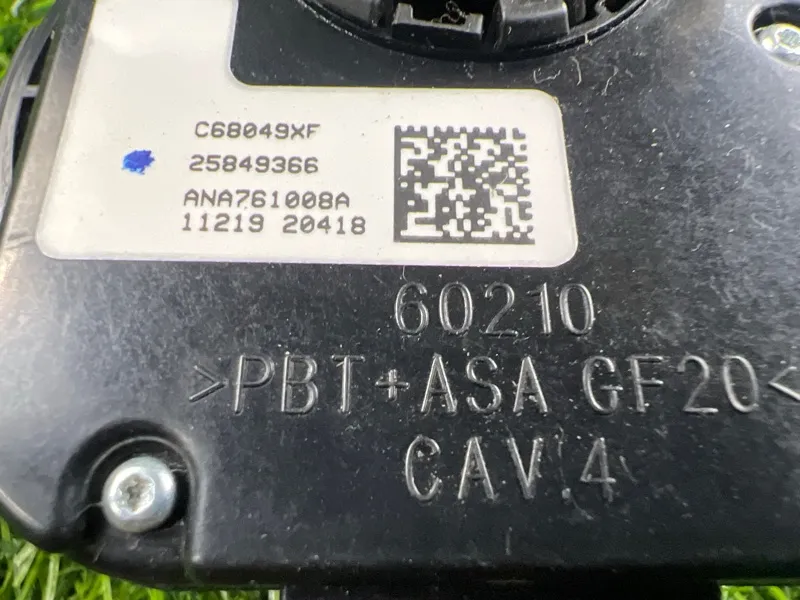 C68049XF
25849366
ANA761008A
11219 20418
60210
>PBT+ASA GF20<
CAV.4